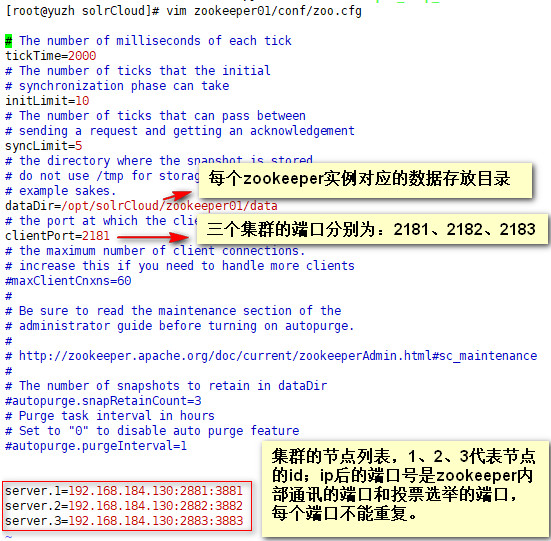 [root@yuzh solrCloud]# vim zookeeper01/conf/zoo.cfg
# The number of milliseconds of each tick
tickTime=2000
# The number of ticks that the initial
# synchronization phase can take
initLimit=10
# The number of ticks that can pass between
# sending a request and getting an acknowledgement
syncLimit=5
# the directory where the snapshot is stored
# do not use /tmp for storag
# example sakes.
每个zookeeper实例对应的数据存放目录
dataDir=/opt/solrCloud/zookeeper01/data
# the port at which the clie
clientPort=2181
三个集群的端口分别为：2181、2182、2183
# the maximum number of client connections.
# increase this if you need to handle more clients
#maxClientCnxns=60
#
# Be sure to read the maintenance section of the
# administrator guide before turning on autopurge.
#
# http://zookeeper.apache.org/doc/current/zookeeperAdmin.html#sc_maintenance
#
# The number of snapshots to retain in dataDir
#autopurge.snapRetainCount=3
# Purge task interval in hours
# Set to "0" to disable auto purge feature
#autopurge.purgeInterval=1
集群的节点列表，1、2、3代表节点
的id；ip后的端口号是zookeeper内
部通讯的端口和投票选举的端口，
每个端口不能重复。
server.1=192.168.184.130:2881:3881
server.2=192.168.184.130:2882:3882
server.3=192.168.184.130:2883:3883
~